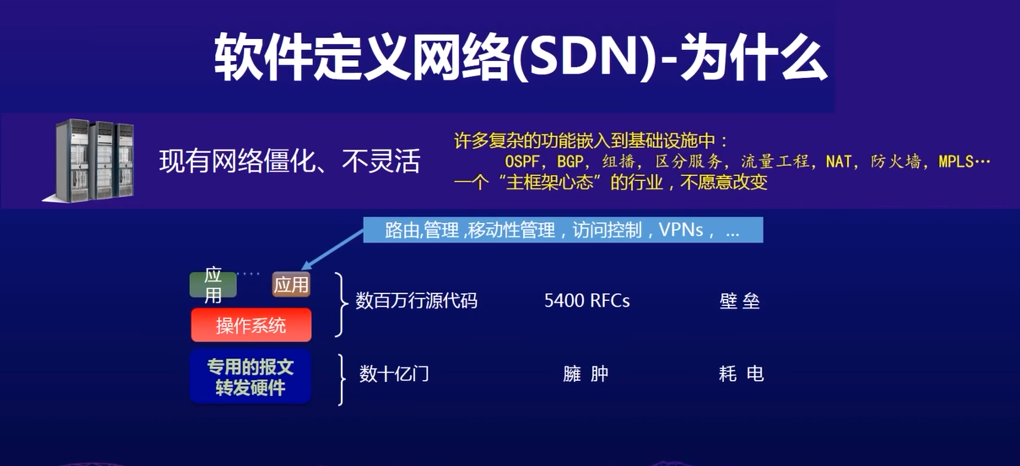 软件定义网络(SDN)-为什么
现有网络僵化、不灵活
许多复杂的功能嵌入到基础设施中：
OSPF，BGP，组播，区分服务，流量工程，NAT，防火墙，MPLS…
一个“主框架心态”的行业，不愿意改变
路由,管理 ,移动性管理，访问控制，VPNs， …
应用
····
应用
数百万行源代码
5400 RFCs
壁 垒
操作系统
专用的报文
转发硬件
数十亿门
臃 肿
耗 电